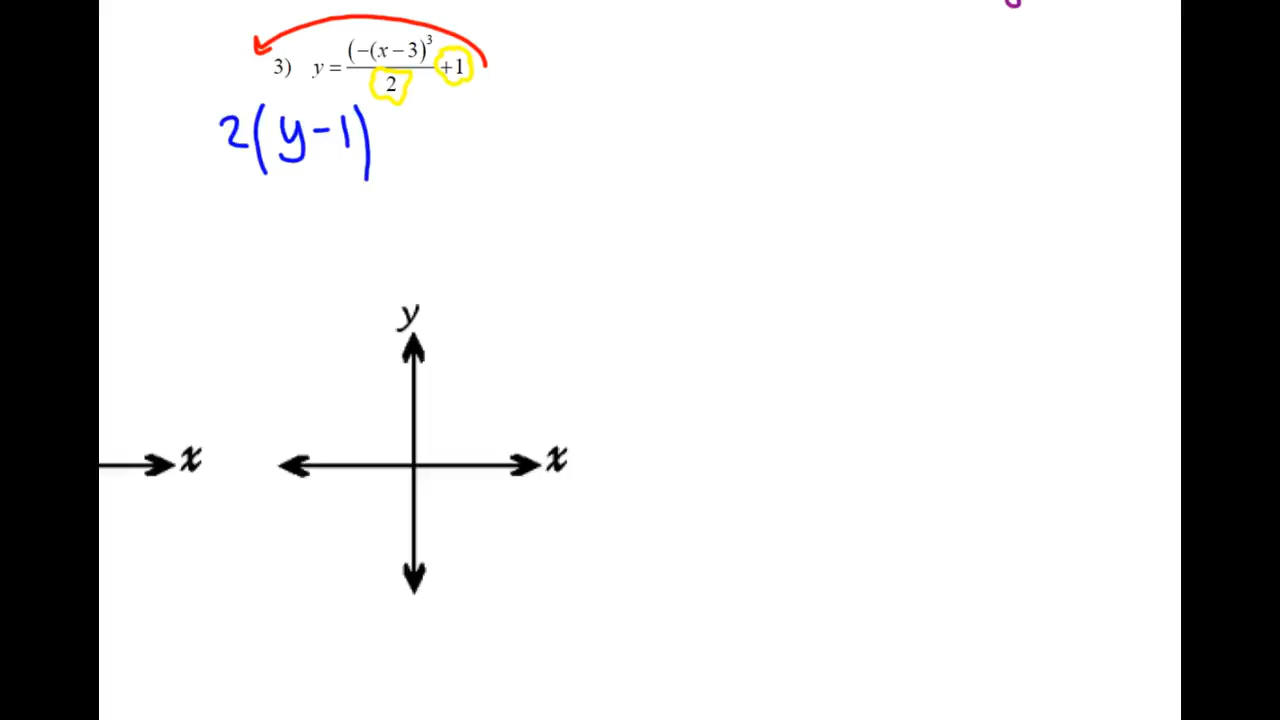 3) y = (-(x-3)^3/2 +1
2(y-1)
y
x
x